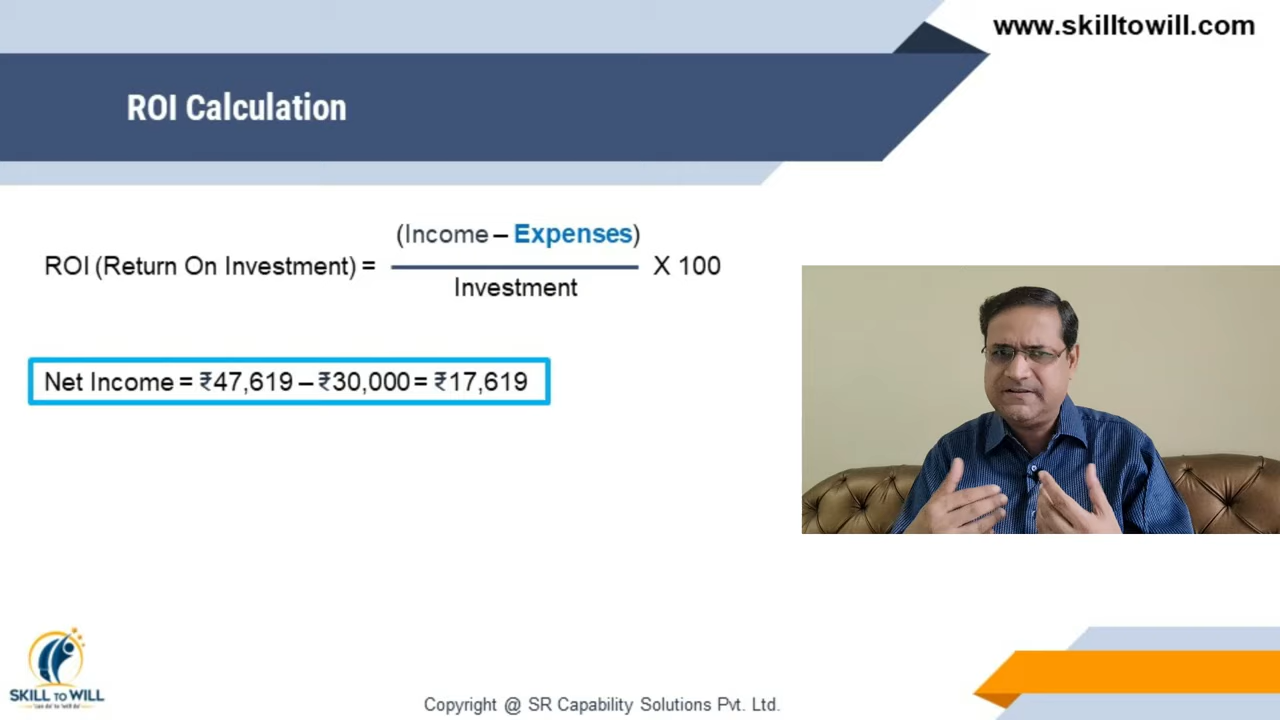 www.skilltowill.com
ROI Calculation
(Income – Expenses)
ROI (Return On Investment) = X 100
Investment
Net Income = ₹47,619 – ₹30,000 = ₹17,619
SKILL TO WILL
Copyright @ SR Capability Solutions Pvt. Ltd.